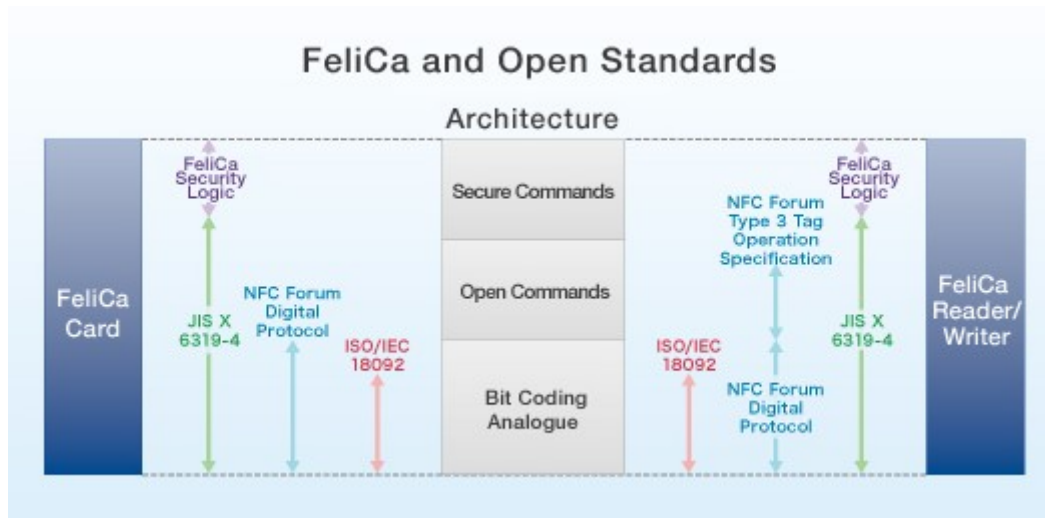 FeliCa and Open Standards
Architecture
FeliCa
Card
FeliCa
Security
Logic
JIS X
6319-4
NFC Forum
Digital
Protocol
ISO/IEC
18092
Secure Commands
Open Commands
Bit Coding
Analogue
ISO/IEC
18092
NFC Forum
Type 3 Tag
Operation
Specification
NFC Forum
Digital
Protocol
FeliCa
Security
Logic
JIS X
6319-4
FeliCa
Reader/
Writer